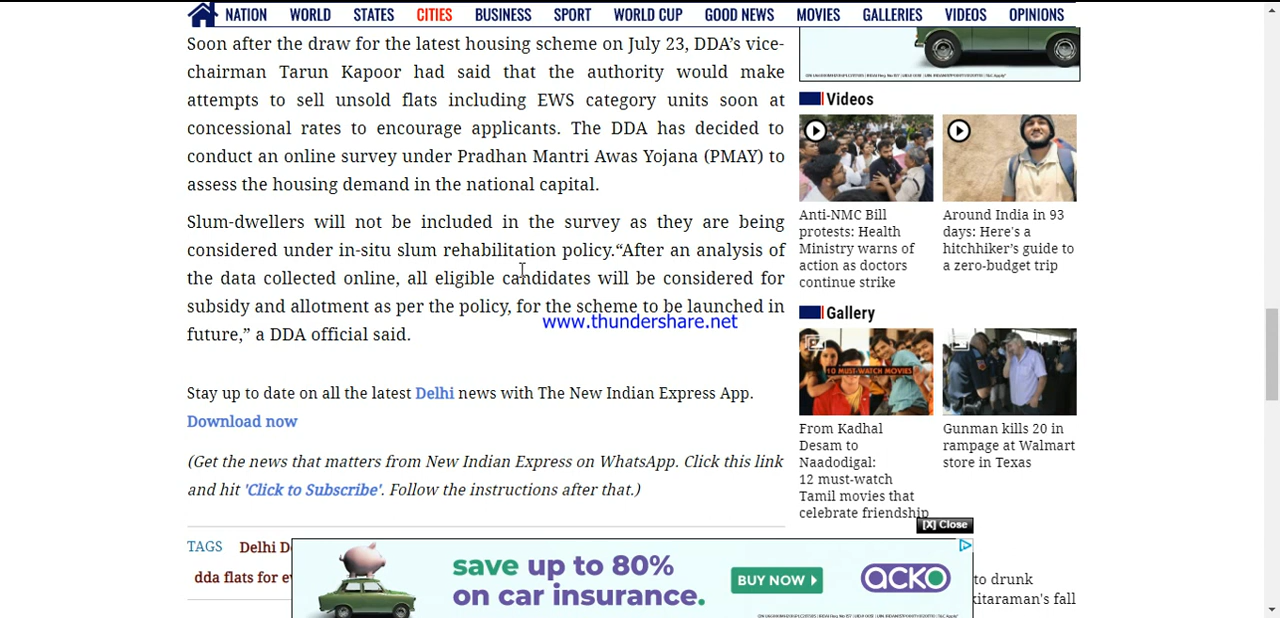 NATION WORLD STATES CITIES BUSINESS SPORT WORLD CUP GOOD NEWS MOVIES GALLERIES VIDEOS OPINIONS
Soon after the draw for the latest housing scheme on July 23, DDA’s vice-
chairman Tarun Kapoor had said that the authority would make
attempts to sell unsold flats including EWS category units soon at
concessional rates to encourage applicants. The DDA has decided to
conduct an online survey under Pradhan Mantri Awas Yojana (PMAY) to
assess the housing demand in the national capital.
Slum-dwellers will not be included in the survey as they are being
considered under in-situ slum rehabilitation policy.“After an analysis of
the data collected online, all eligible candidates will be considered for
subsidy and allotment as per the policy, for the scheme to be launched in
future,” a DDA official said.
www.thundershare.net
Stay up to date on all the latest Delhi news with The New Indian Express App.
Download now
(Get the news that matters from New Indian Express on WhatsApp. Click this link
and hit 'Click to Subscribe'. Follow the instructions after that.)
TAGS Delhi D
dda flats for e
Videos
Anti-NMC Bill
protests: Health
Ministry warns of
action as doctors
continue strike
Around India in 93
days: Here's a
hitchhiker's guide to
a zero-budget trip
Gallery
10 MUST-WATCH MOVIES
From Kadhal
Desam to
Naadodigal:
12 must-watch
Tamil movies that
celebrate friendship
Gunman kills 20 in
rampage at Walmart
store in Texas
[X] Close
to drunk
kitaraman's fall
save up to 80%
on car insurance.
BUY NOW
acko